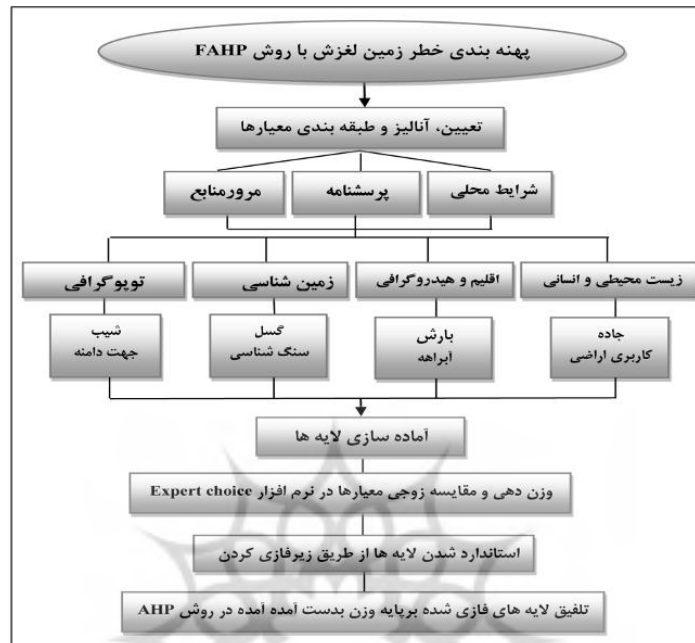 پهنه بندی خطر زمین لغزش با روش FAHP
تعیین، آنالیز و طبقه بندی معیارها
شرایط محلی
پرسشنامه
مرورمنابع
زیست محیطی و انسانی
اقلیم و هیدروگرافی
زمین شناسی
توپوگرافی
جاده
کاربری اراضی
بارش
آبراهه
گسل
سنگ شناسی
شیب
جهت دامنه
آماده سازی لایه ها
وزن دهی و مقایسه زوجی معیارها در نرم افزار Expert choice
استاندارد شدن لایه ها از طریق زیرفازی کردن
تلفیق لایه های فازی شده برپایه وزن بدست آمده آمده در روش AHP